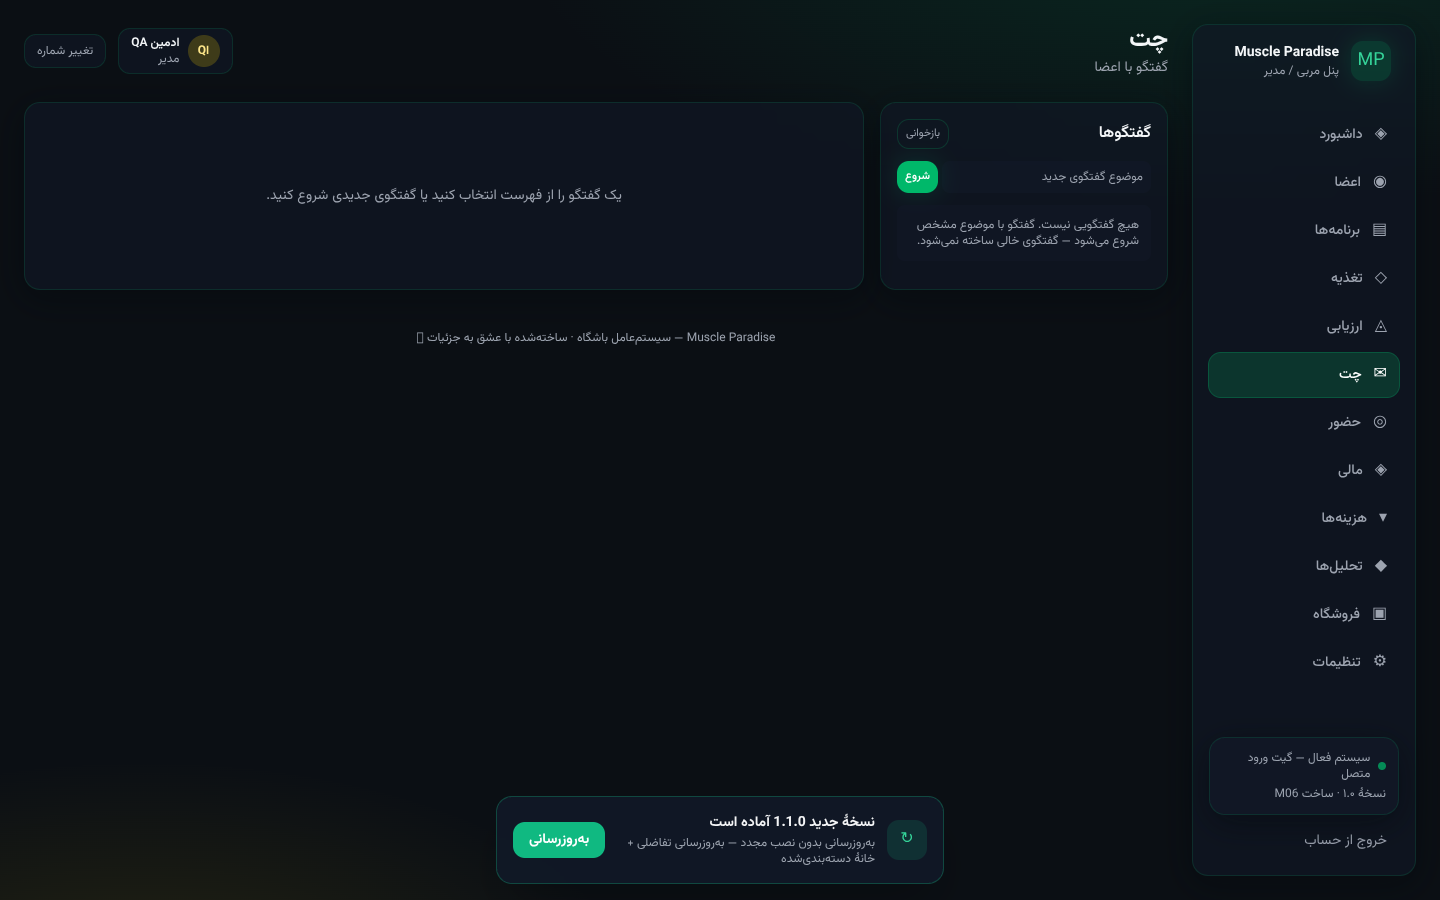 MP
Muscle Paradise
پنل مربی / مدیر
داشبورد
اعضا
برنامه‌ها
تغذیه
ارزیابی
چت
حضور
مالی
هزینه‌ها
تحلیل‌ها
فروشگاه
تنظیمات
سیستم فعال — گیت ورود
متصل
نسخهٔ ۱.۰ · ساخت M06
خروج از حساب
چت
گفتگو با اعضا
Qا
ادمین QA
مدیر
تغییر شماره
گفتگوها
بازخوانی
موضوع گفتگوی جدید
شروع
هیچ گفتگویی نیست. گفتگو با موضوع مشخص
شروع می‌شود — گفتگوی خالی ساخته نمی‌شود.
یک گفتگو را از فهرست انتخاب کنید یا گفتگوی جدیدی شروع کنید.
Muscle Paradise — سیستم‌عامل باشگاه · ساخته‌شده با عشق به جزئیات
نسخهٔ جدید 1.1.0 آماده است
به‌روزرسانی بدون نصب مجدد — به‌روزرسانی تفاضلی +
خانهٔ دسته‌بندی‌شده
به‌روزرسانی